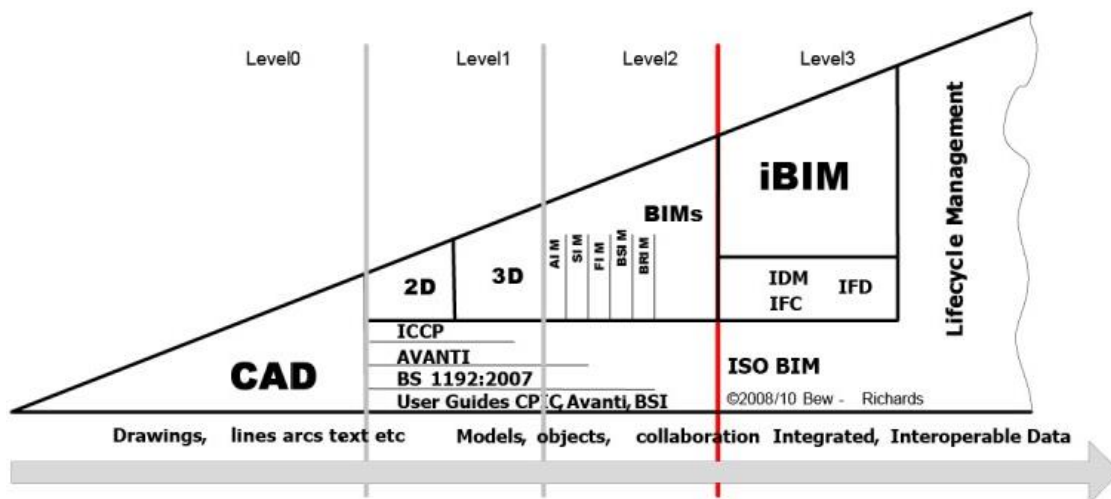 Level0
Level1
Level2
Level3
2D
3D
AIM
SIM
FIM
BSIM
BRIM
BIMs
iBIM
IDM
IFC
IFD
Lifecycle Management
CAD
ICCP
AVANTI
BS 1192:2007
User Guides CPIC, Avanti, BSI
ISO BIM
©2008/10 Bew - Richards
Drawings, lines arcs text etc Models, objects, collaboration Integrated, Interoperable Data